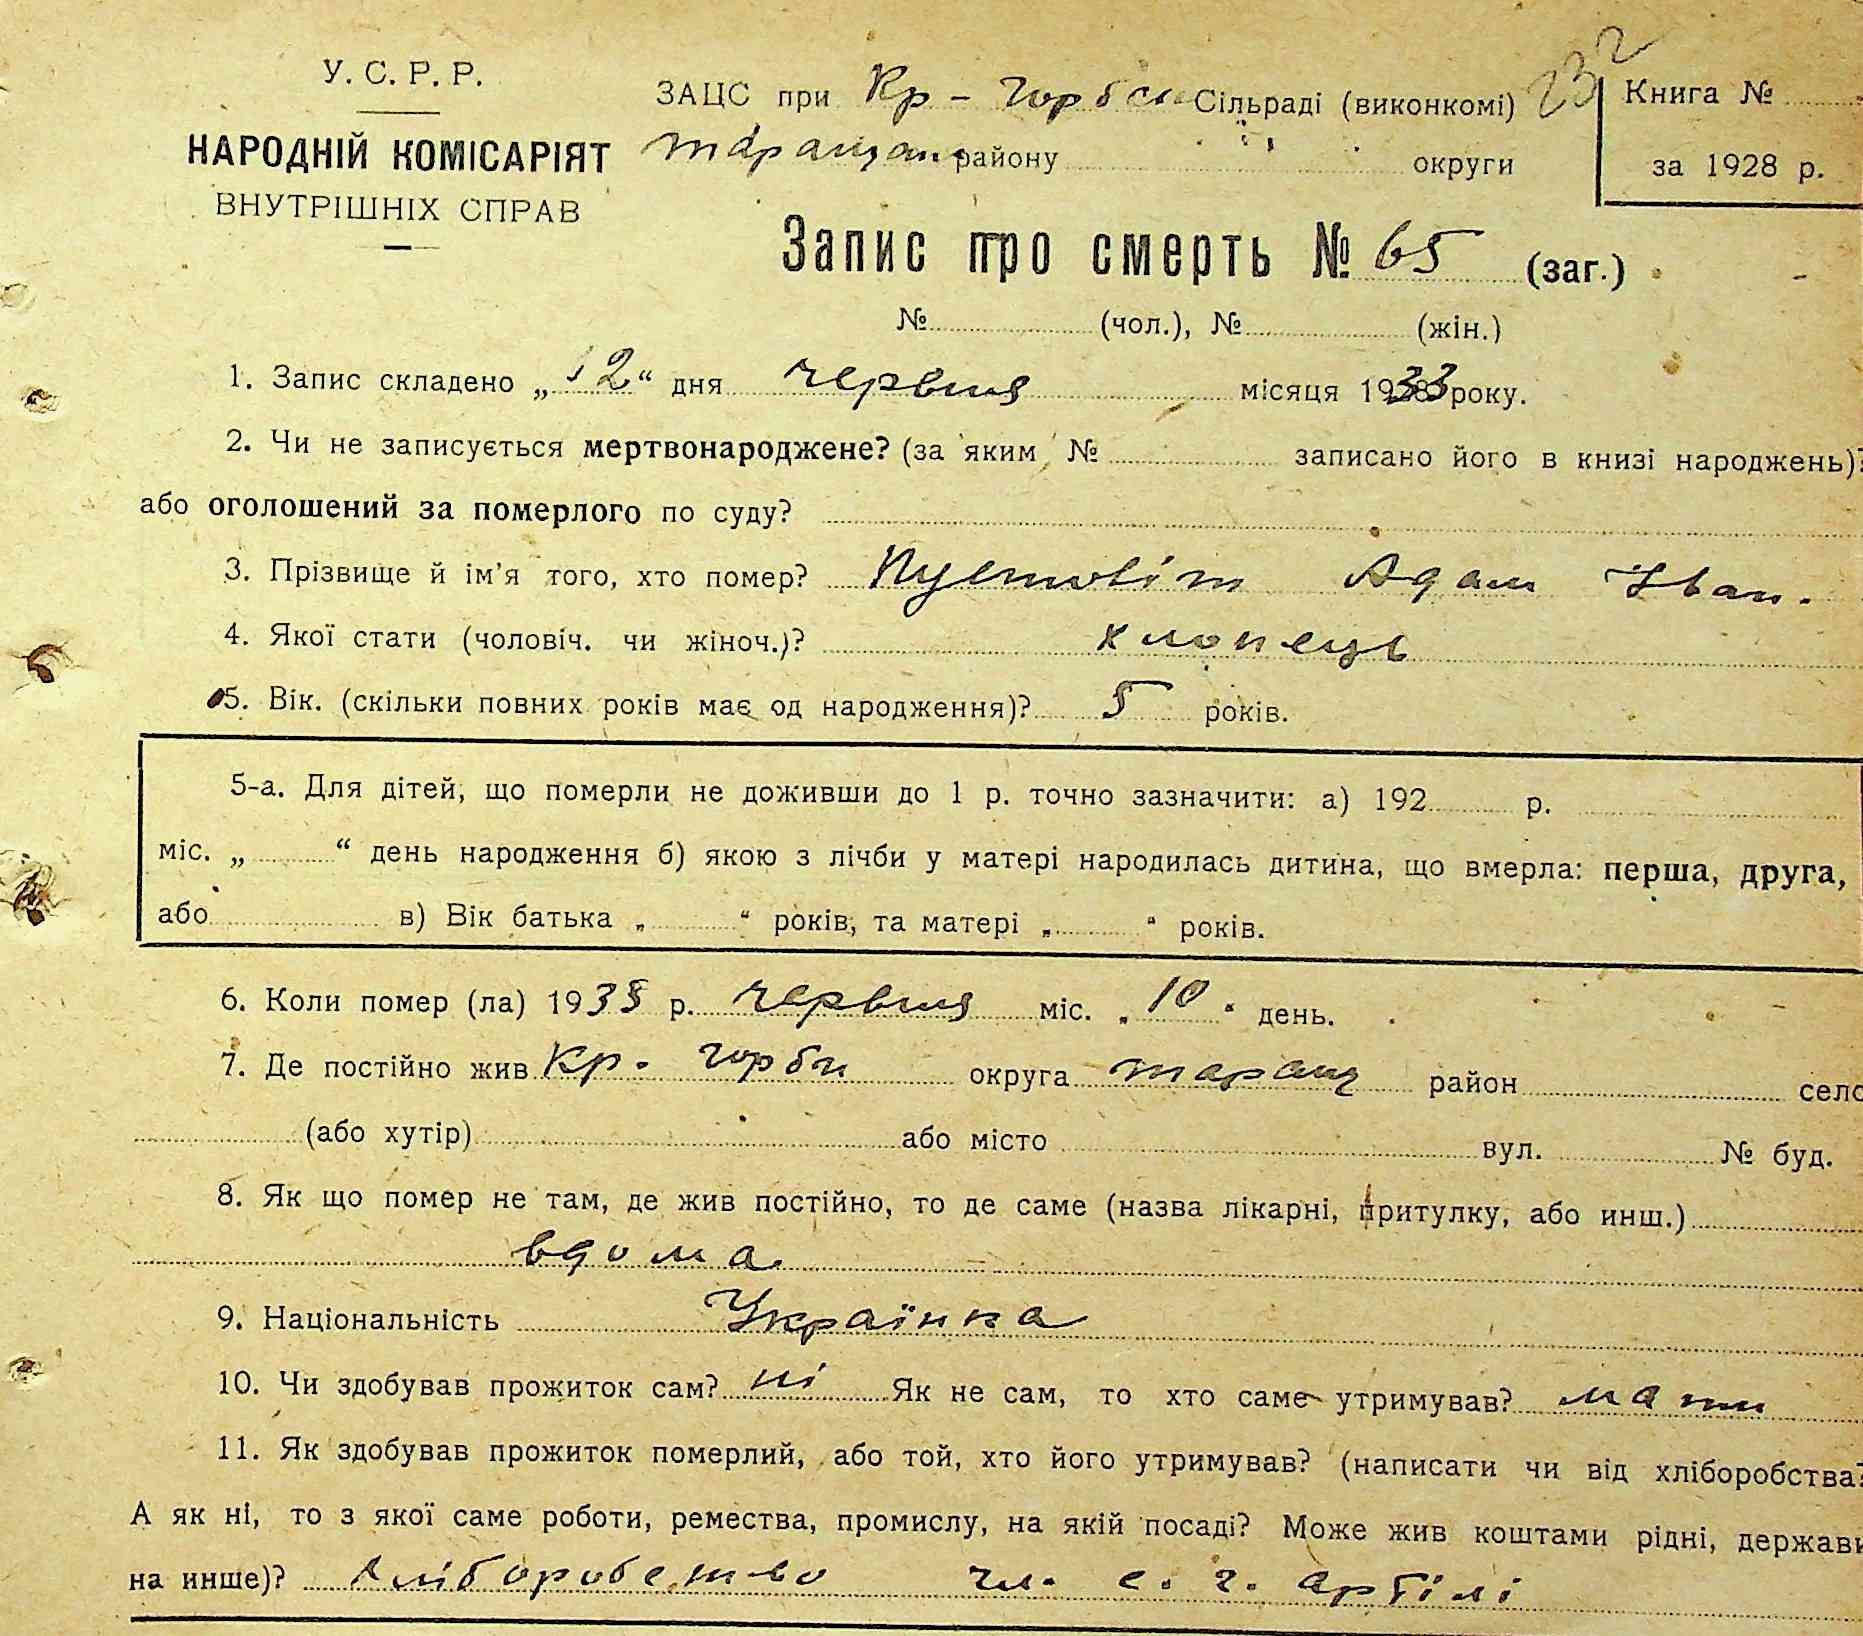 У. С. Р. Р.
НАРОДНІЙ КОМІСАРІЯТ
ВНУТРІШНІХ СПРАВ
ЗАЦС при Кр - Горбськ Сільраді (виконкомі)
Таращан. району округи
232
Книга №
за 1928 р.
Запис про смерть № 65 (заг.)
№ (чол.), № (жін.)
1. Запис складено „12“ дня червня місяця 1933 року.
2. Чи не записується мертвонароджене? (за яким № записано його в книзі народжень)?
або оголошений за померлого по суду?
3. Прізвище й ім'я того, хто помер? Пустовіт Адам Іван.
4. Якої стати (чоловіч. чи жіноч.)? хлопець
5. Вік. (скільки повних років має од народження)? 5 років.
5-а. Для дітей, що померли не доживши до 1 р. точно зазначити: а) 192 р.
міс. „ “ день народження б) якою з лічби у матері народилась дитина, що вмерла: перша, друга,
або в) Вік батька „ “ років, та матері „ “ років.
6. Коли помер (ла) 1933 р. червня міс. „10“ день.
7. Де постійно жив Кр. Горби округа Таращ район село
(або хутір) або місто вул. № буд.
8. Як що помер не там, де жив постійно, то де саме (назва лікарні, притулку, або инш.)
вдома
9. Національність Українка
10. Чи здобував прожиток сам? ні Як не сам, то хто саме утримував? мати
11. Як здобував прожиток померлий, або той, хто його утримував? (написати чи від хліборобства?
А як ні, то з якої саме роботи, ремества, промислу, на якій посаді? Може жив коштами рідні, держави
на инше)? хліборобство чл. с. г. артілі